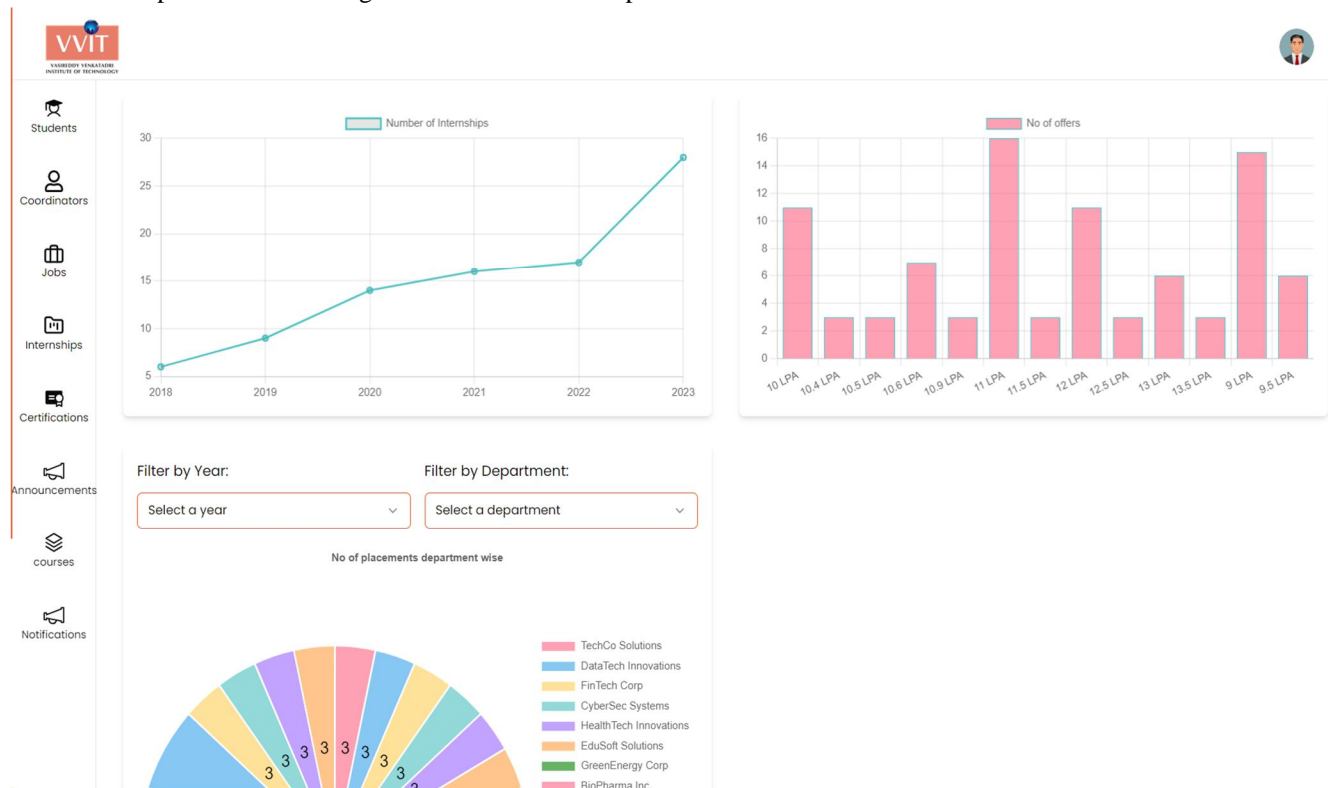 VVIT
VASIREDDY VENKATADRI
INSTITUTE OF TECHNOLOGY
Students
Coordinators
Jobs
Internships
Certifications
Announcements
courses
Notifications
Number of Internships
30
25
20
15
10
5
2018 2019 2020 2021 2022 2023
No of offers
16
14
12
10
8
6
4
2
0
10 LPA 10.4 LPA 10.5 LPA 10.6 LPA 10.9 LPA 11 LPA 11.5 LPA 12 LPA 12.5 LPA 13 LPA 13.5 LPA 9 LPA 9.5 LPA
Filter by Year: Filter by Department:
Select a year Select a department
No of placements department wise
3 3 3 3 3 3 3 3 3
TechCo Solutions
DataTech Innovations
FinTech Corp
CyberSec Systems
HealthTech Innovations
EduSoft Solutions
GreenEnergy Corp
BioPharma Inc